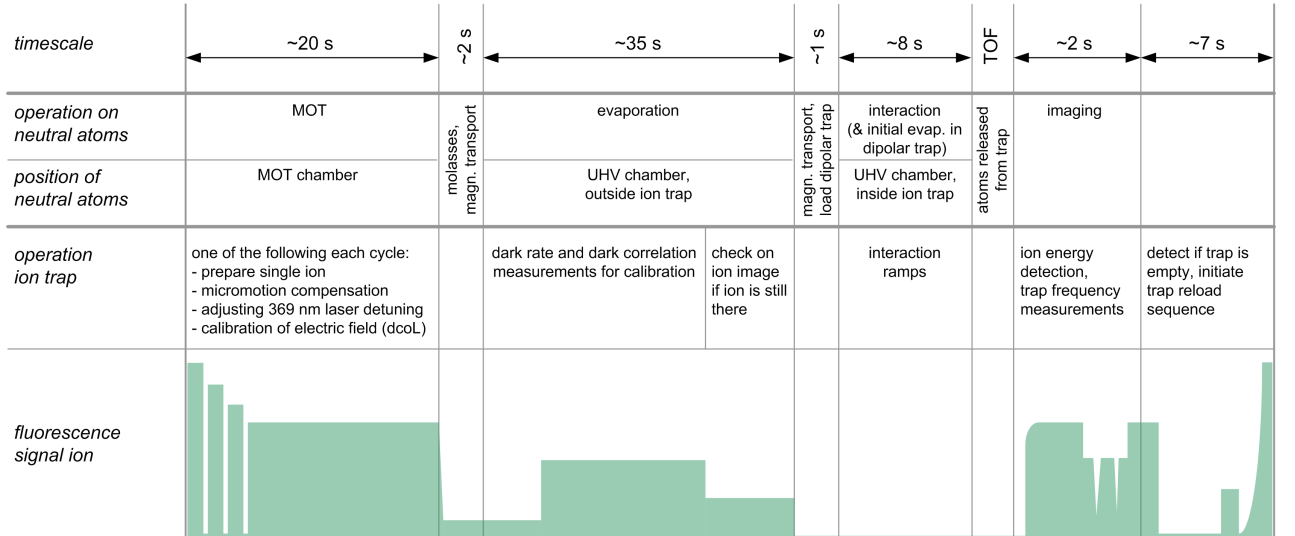 timescale
~20 s
~2 s
~35 s
~1 s
~8 s
TOF
~2 s
~7 s
operation on
neutral atoms
MOT
molasses,
magn. transport
evaporation
magn. transport,
load dipolar trap
interaction
(& initial evap. in
dipolar trap)
atoms released
from trap
imaging
position of
neutral atoms
MOT chamber
UHV chamber,
outside ion trap
UHV chamber,
inside ion trap
operation
ion trap
one of the following each cycle:
- prepare single ion
- micromotion compensation
- adjusting 369 nm laser detuning
- calibration of electric field (dcoL)
dark rate and dark correlation
measurements for calibration
check on
ion image
if ion is still
there
interaction
ramps
ion energy
detection,
trap frequency
measurements
detect if trap is
empty, initiate
trap reload
sequence
fluorescence
signal ion